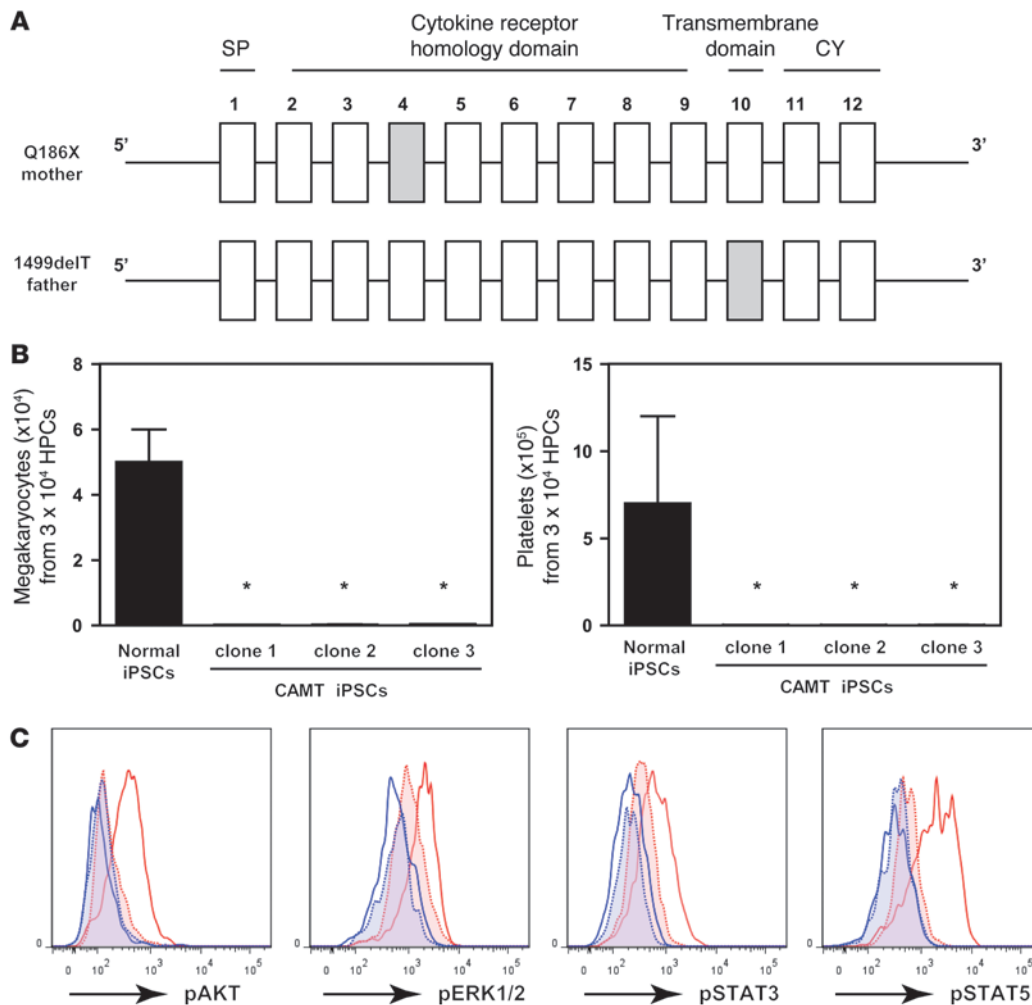 A
Cytokine receptor homology domain
Transmembrane domain
SP
CY
1 2 3 4 5 6 7 8 9 10 11 12
Q186X mother
5’ 3’
1499delT father
5’ 3’
B
Megakaryocytes (x10⁴)
from 3 x 10⁴ HPCs
8
6
4
2
0
* * *
Normal iPSCs
clone 1 clone 2 clone 3
CAMT iPSCs
Platelets (x10⁵)
from 3 x 10⁴ HPCs
15
10
5
0
* * *
Normal iPSCs
clone 1 clone 2 clone 3
CAMT iPSCs
C
0
0 10² 10³ 10⁴ 10⁵
pAKT
0
0 10² 10³ 10⁴ 10⁵
pERK1/2
0
0 10² 10³ 10⁴ 10⁵
pSTAT3
0
0 10² 10³ 10⁴ 10⁵
pSTAT5